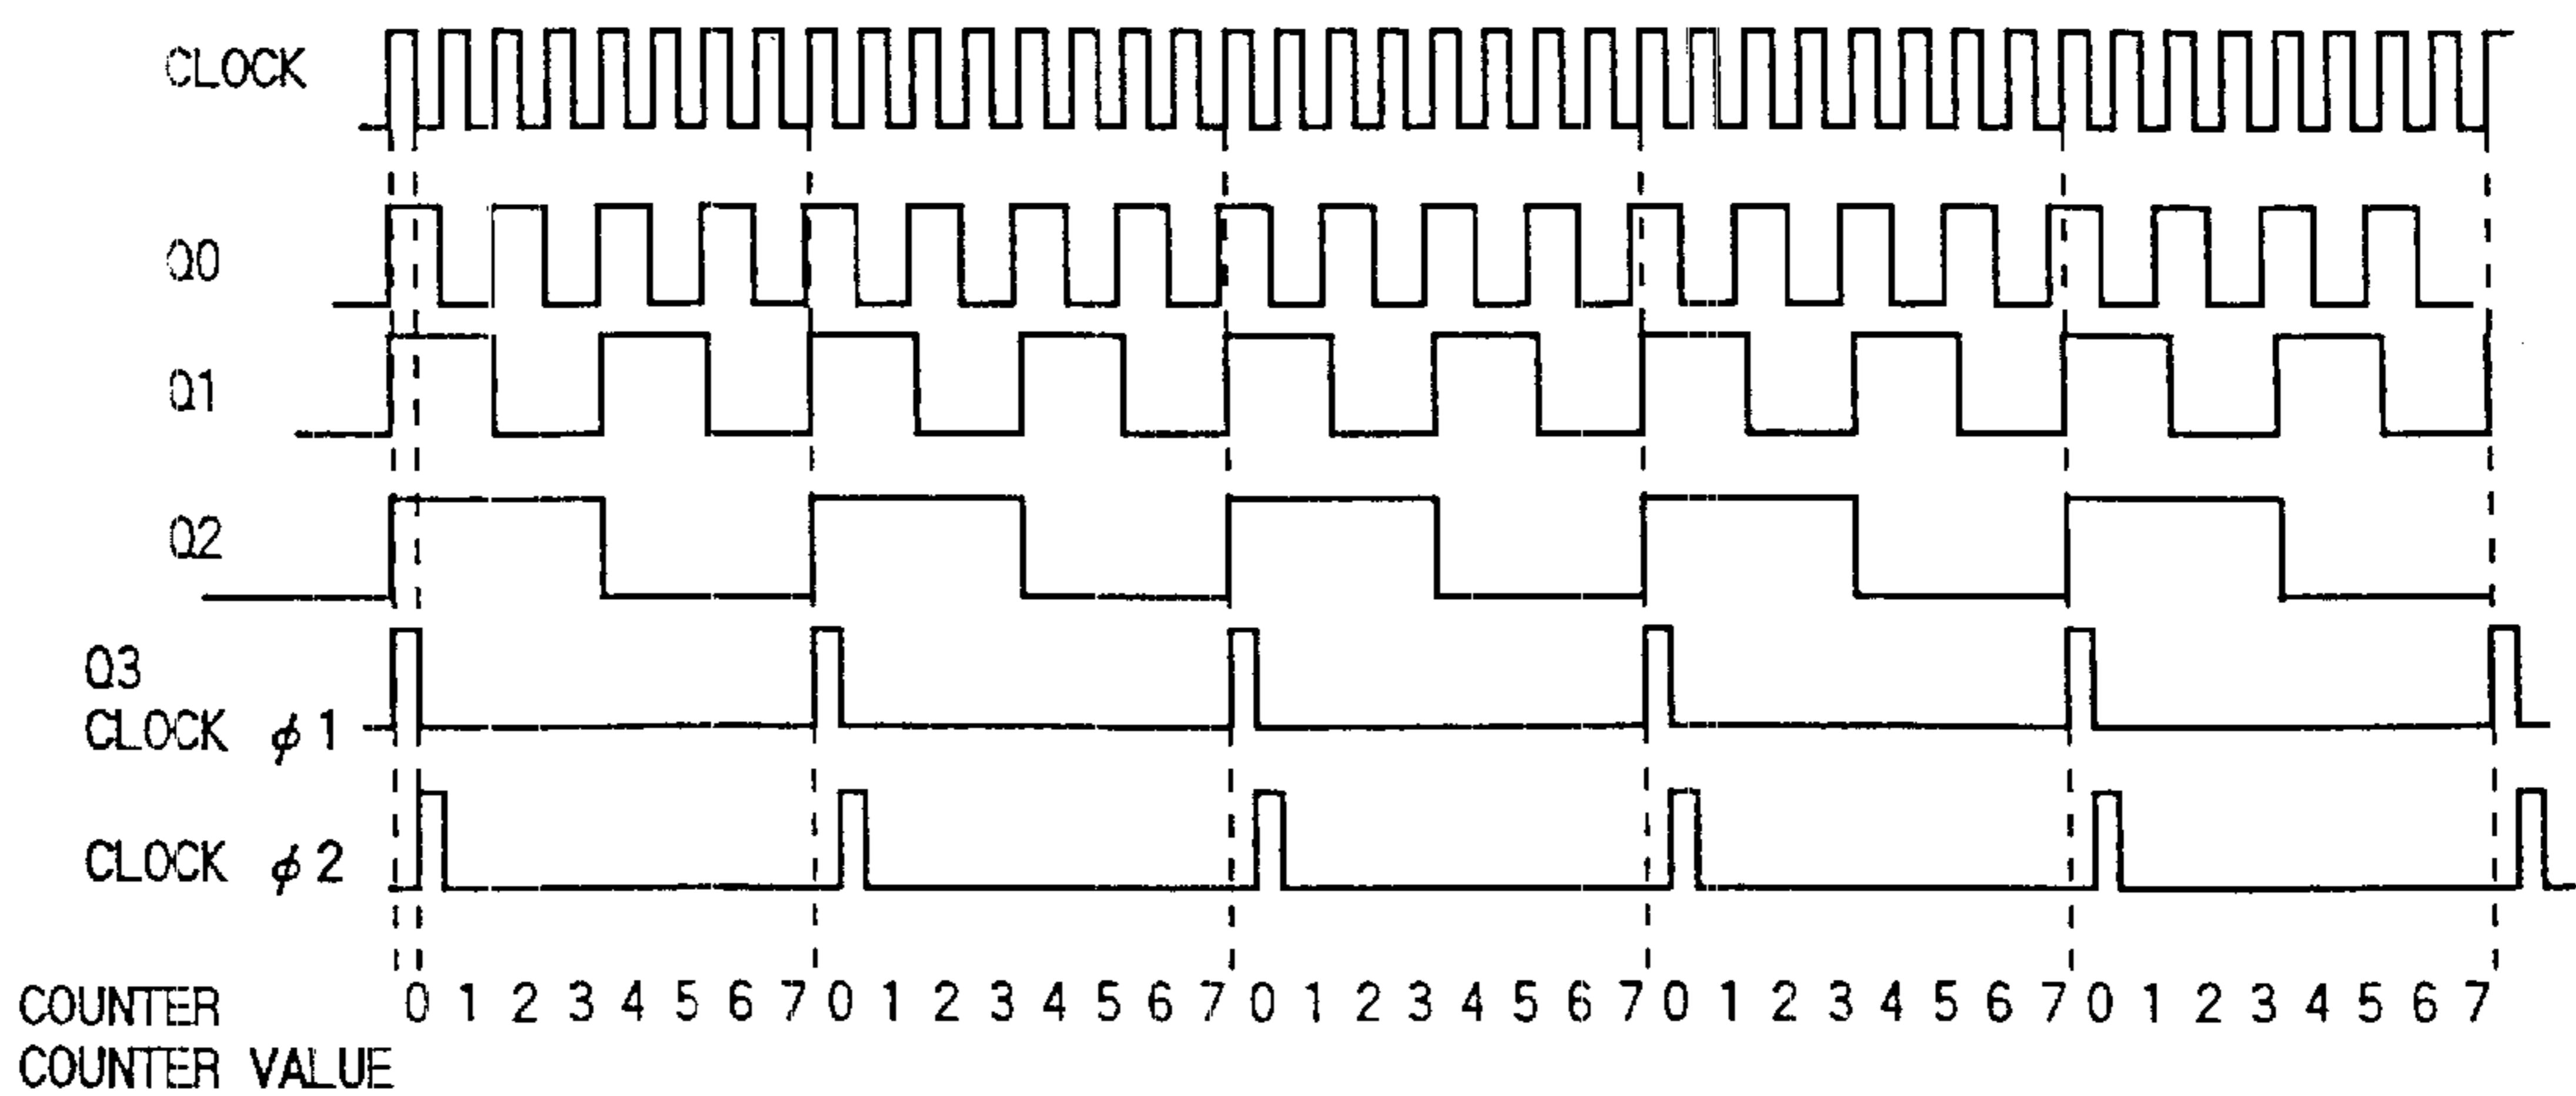 CLOCK
Q0
Q1
Q2
Q3
CLOCK ϕ1
CLOCK ϕ2
COUNTER 0 1 2 3 4 5 6 7 0 1 2 3 4 5 6 7 0 1 2 3 4 5 6 7 0 1 2 3 4 5 6 7 0 1 2 3 4 5 6 7
COUNTER VALUE